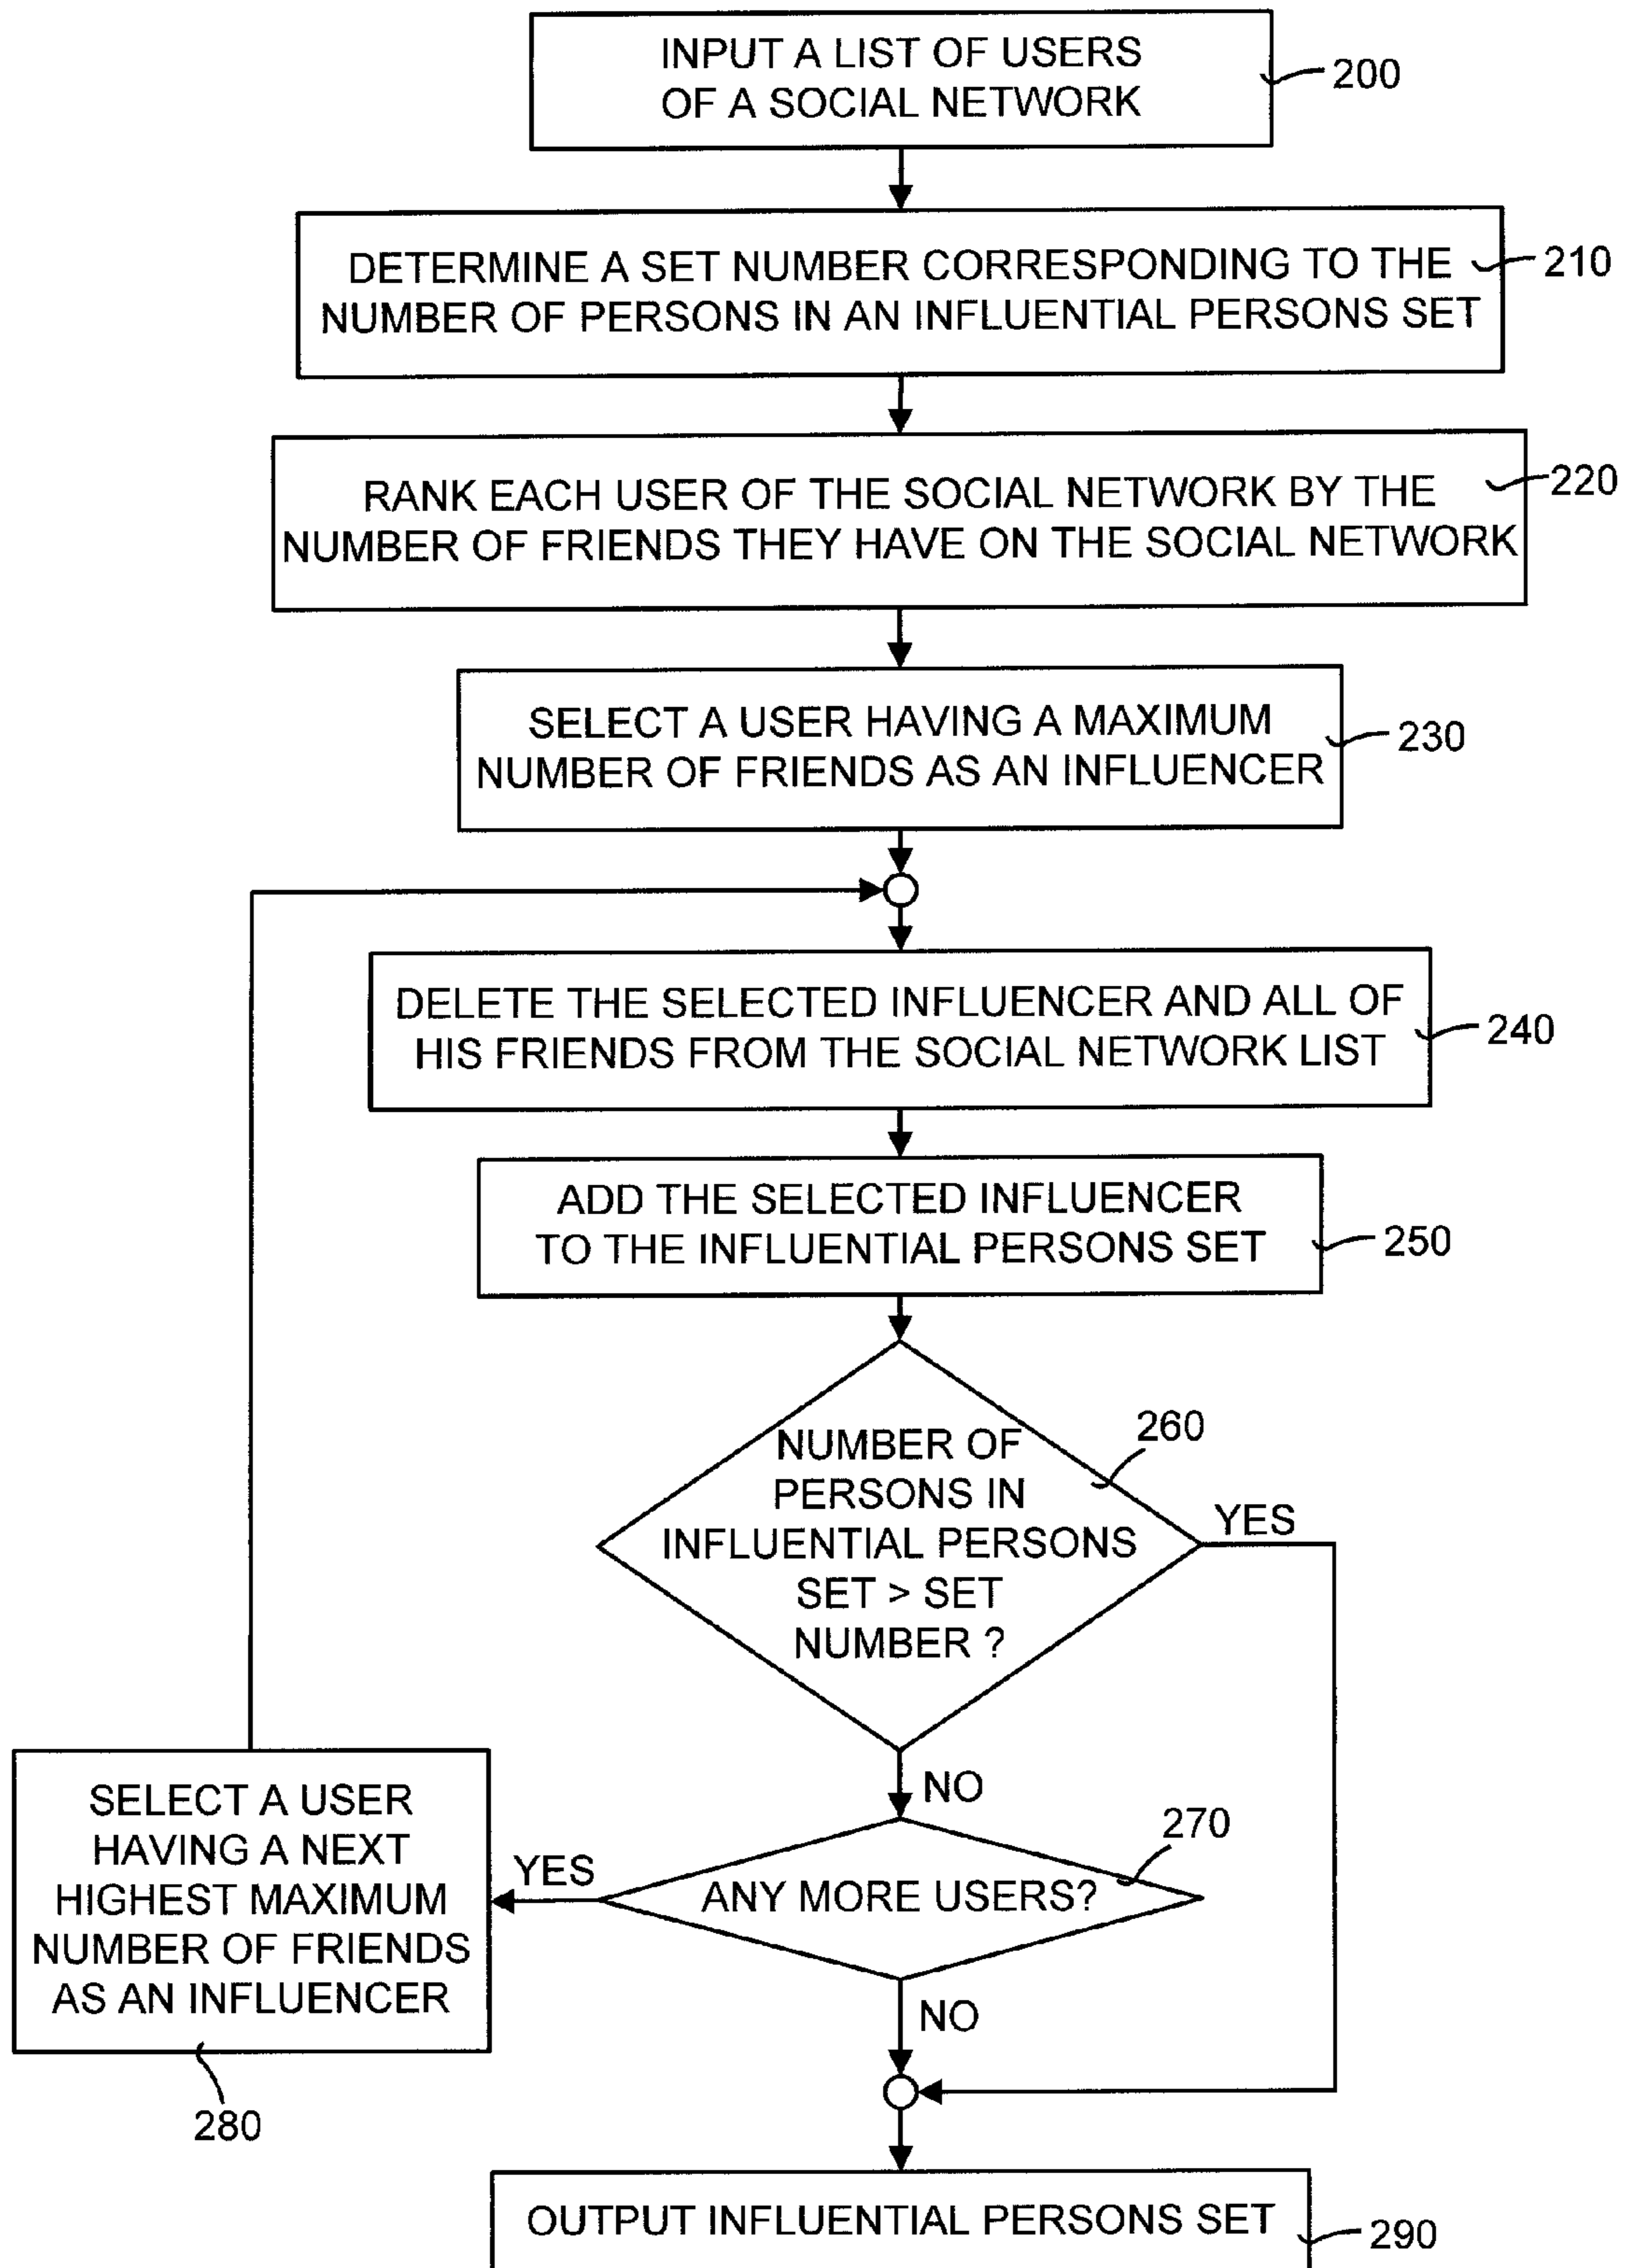 INPUT A LIST OF USERS
OF A SOCIAL NETWORK
200
DETERMINE A SET NUMBER CORRESPONDING TO THE
NUMBER OF PERSONS IN AN INFLUENTIAL PERSONS SET
210
RANK EACH USER OF THE SOCIAL NETWORK BY THE
NUMBER OF FRIENDS THEY HAVE ON THE SOCIAL NETWORK
220
SELECT A USER HAVING A MAXIMUM
NUMBER OF FRIENDS AS AN INFLUENCER
230
DELETE THE SELECTED INFLUENCER AND ALL OF
HIS FRIENDS FROM THE SOCIAL NETWORK LIST
240
ADD THE SELECTED INFLUENCER
TO THE INFLUENTIAL PERSONS SET
250
NUMBER OF
PERSONS IN
INFLUENTIAL PERSONS
SET > SET
NUMBER ?
260
YES
NO
ANY MORE USERS?
270
YES
NO
SELECT A USER
HAVING A NEXT
HIGHEST MAXIMUM
NUMBER OF FRIENDS
AS AN INFLUENCER
280
OUTPUT INFLUENTIAL PERSONS SET
290